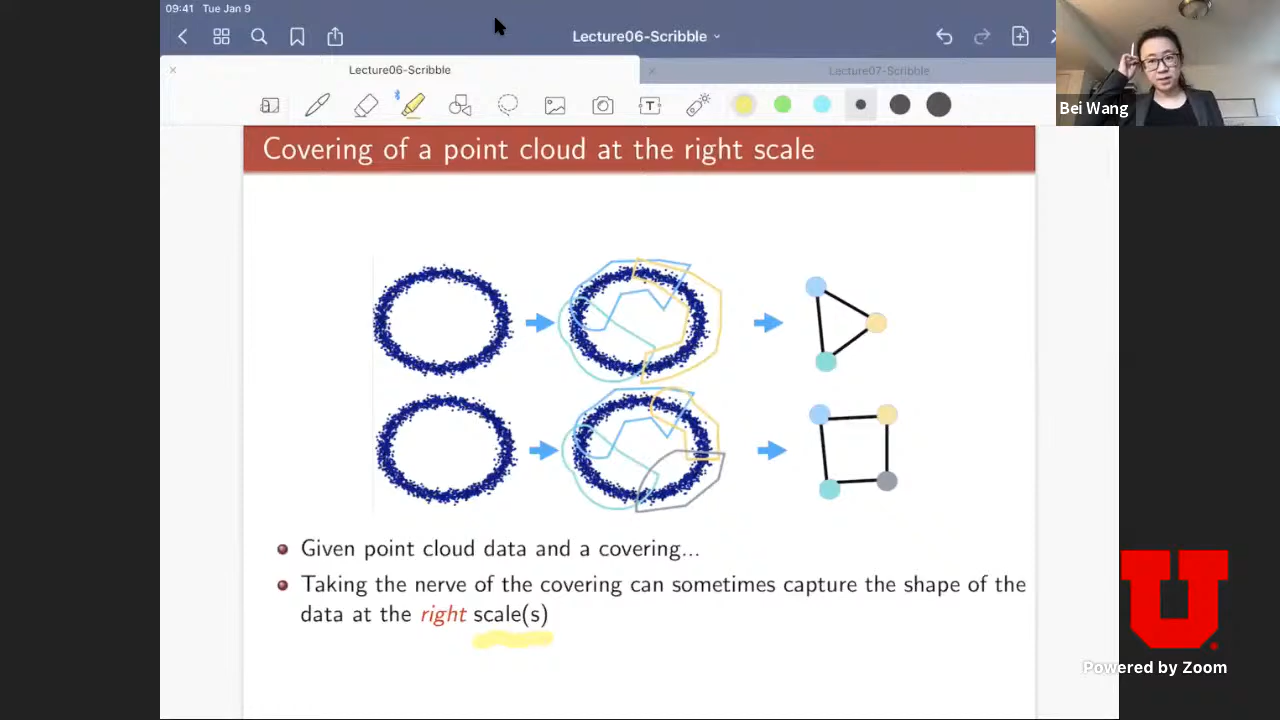 09:41 Tue Jan 9
Lecture06-Scribble
Lecture06-Scribble
Lecture07-Scribble
T
Bei Wang
Covering of a point cloud at the right scale
Given point cloud data and a covering...
Taking the nerve of the covering can sometimes capture the shape of the
data at the right scale(s)
U
Powered by Zoom